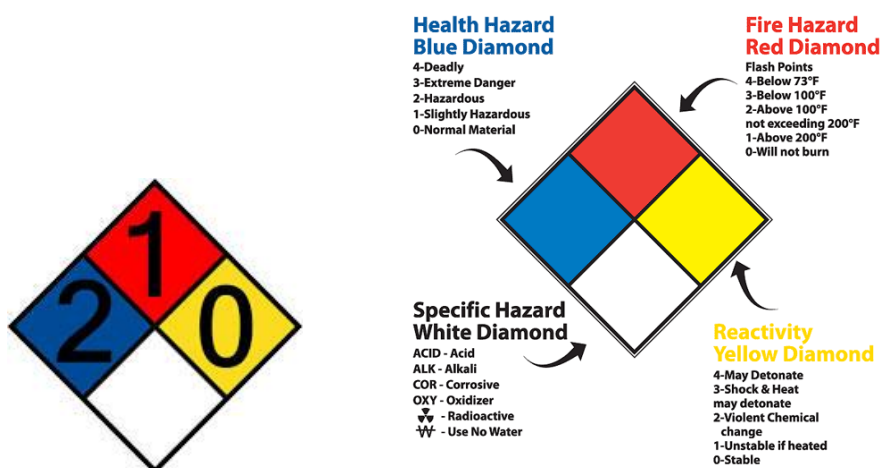 Health Hazard
Blue Diamond
4-Deadly
3-Extreme Danger
2-Hazardous
1-Slightly Hazardous
0-Normal Material
Fire Hazard
Red Diamond
Flash Points
4-Below 73°F
3-Below 100°F
2-Above 100°F
not exceeding 200°F
1-Above 200°F
0-Will not burn
1
2
0
Specific Hazard
White Diamond
ACID - Acid
ALK - Alkali
COR - Corrosive
OXY - Oxidizer
- Radioactive
W - Use No Water
Reactivity
Yellow Diamond
4-May Detonate
3-Shock & Heat
may detonate
2-Violent Chemical
change
1-Unstable if heated
0-Stable